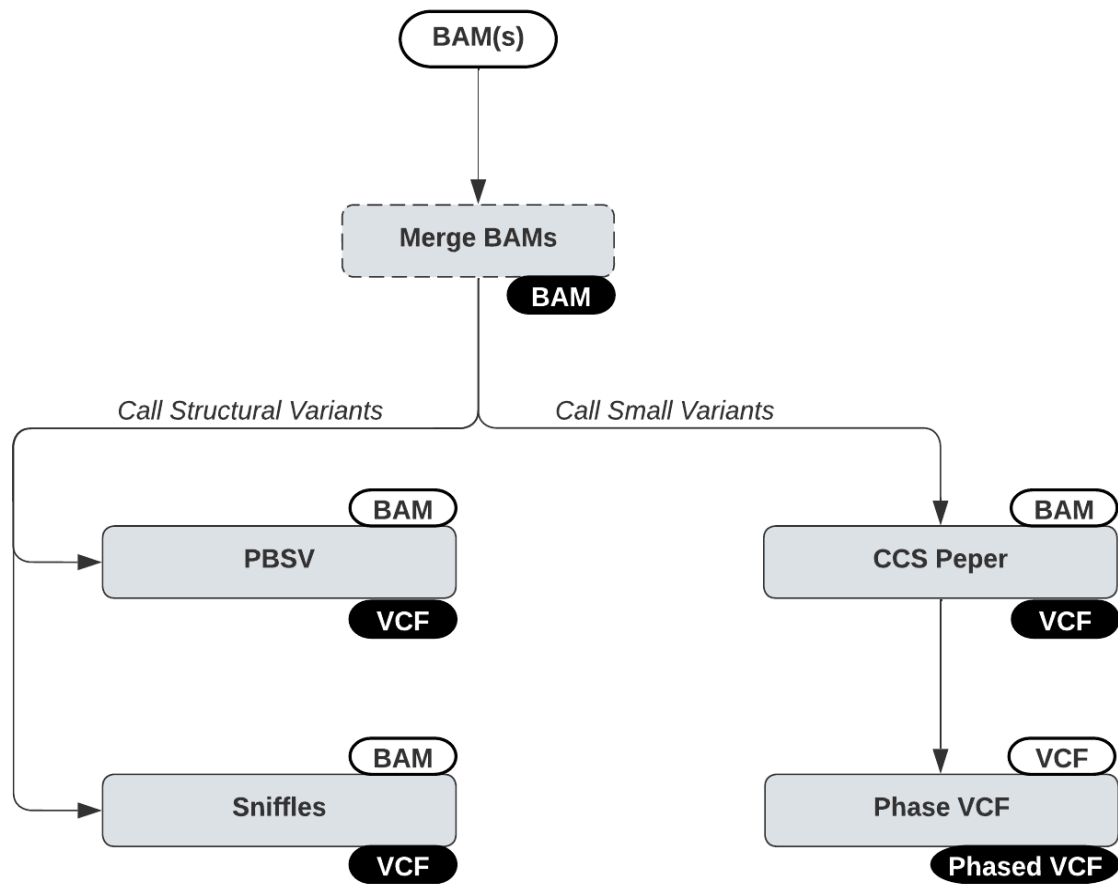 BAM(s)
Merge BAMs
BAM
Call Structural Variants
Call Small Variants
BAM
PBSV
VCF
BAM
Sniffles
VCF
BAM
CCS Peper
VCF
VCF
Phase VCF
Phased VCF